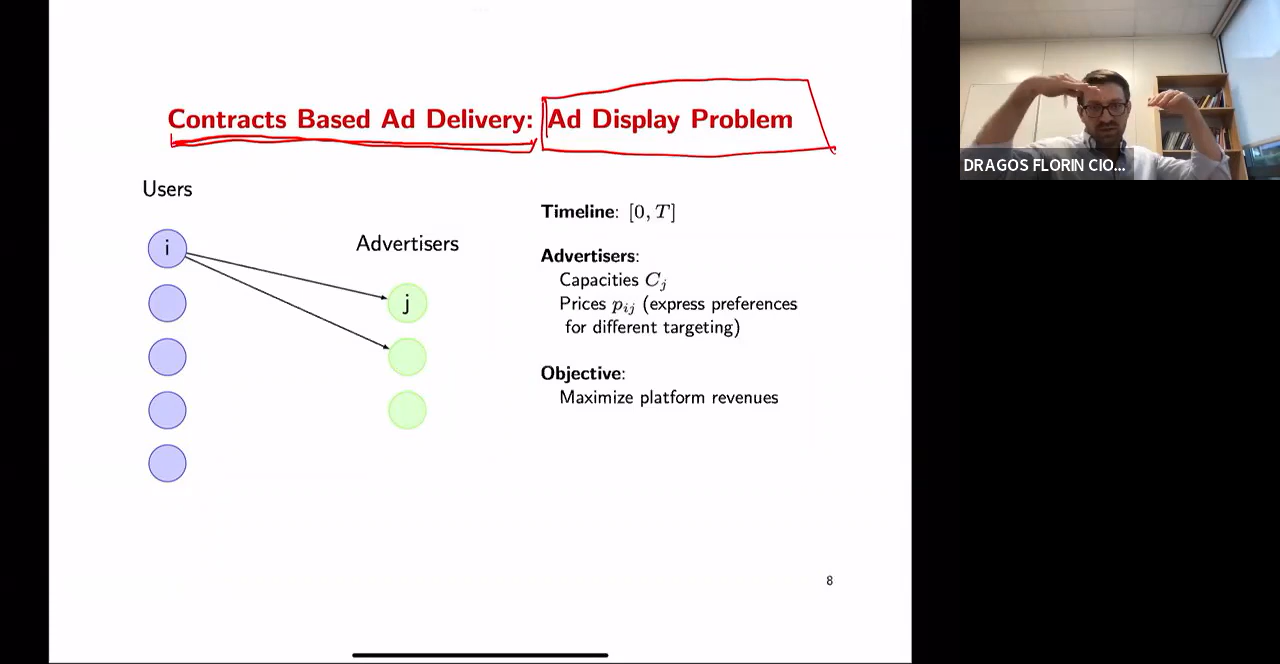 Contracts Based Ad Delivery: Ad Display Problem
Users
i
Advertisers
j
Timeline: [0, T]
Advertisers:
Capacities C_j
Prices p_ij (express preferences
for different targeting)
Objective:
Maximize platform revenues
8
DRAGOS FLORIN CIO...